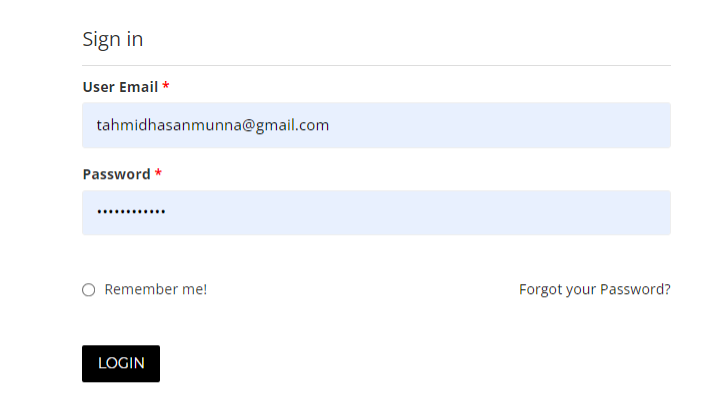 Sign in
User Email *
tahmidhasanmunna@gmail.com
Password *
••••••••••••
Remember me! Forgot your Password?
LOGIN